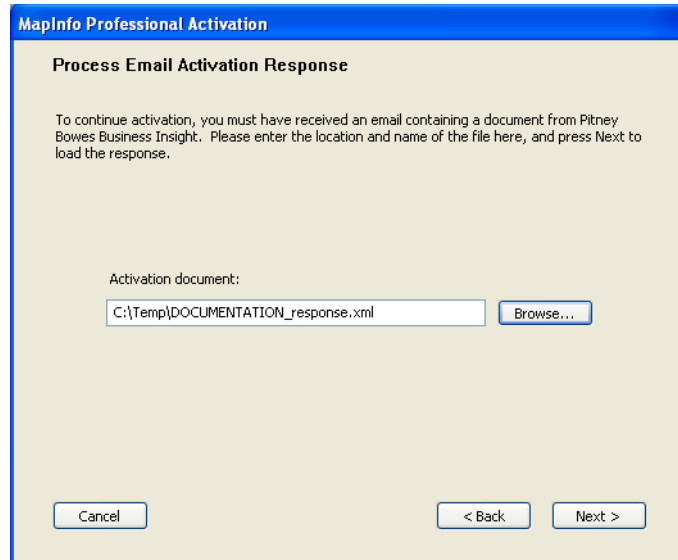 MapInfo Professional Activation
Process Email Activation Response
To continue activation, you must have received an email containing a document from Pitney
Bowes Business Insight. Please enter the location and name of the file here, and press Next to
load the response.
Activation document:
C:\Temp\DOCUMENTATION_response.xml
Browse...
Cancel
< Back
Next >